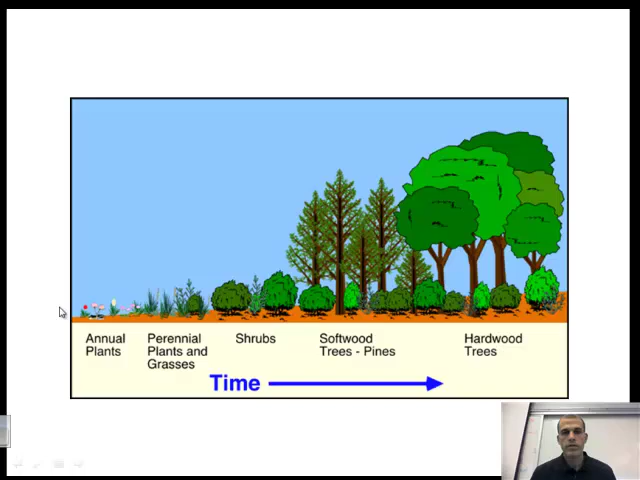 Annual
Plants
Perennial
Plants and
Grasses
Shrubs
Softwood
Trees - Pines
Hardwood
Trees
Time